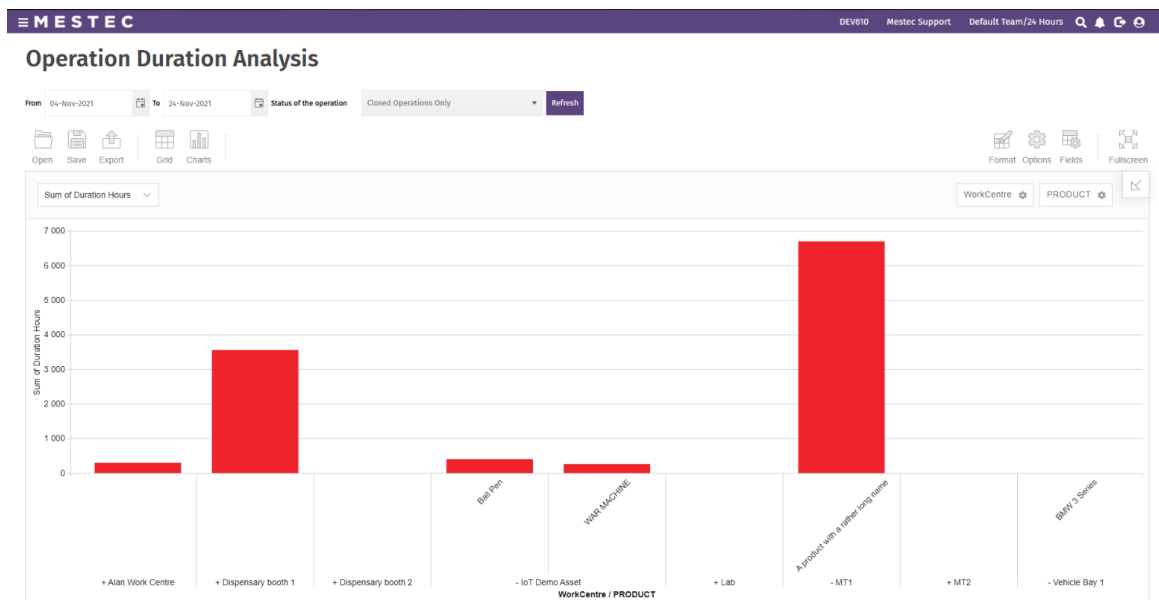 MESTEC
DEV610 Mestec Support Default Team/24 Hours
Operation Duration Analysis
From 04-Nov-2021 To 24-Nov-2021 Status of the operation Closed Operations Only Refresh
Open Save Export Grid Charts Format Options Fields Fullscreen
Sum of Duration Hours WorkCentre PRODUCT
7 000
6 000
5 000
4 000
3 000
2 000
1 000
0
Sum of Duration Hours
Ball Pen
WAR MACHINE
A product with a rather long name
BMW 3 Series
+ Alan Work Centre + Dispensary booth 1 + Dispensary booth 2 - IoT Demo Asset + Lab - MT1 + MT2 - Vehicle Bay 1
WorkCentre / PRODUCT